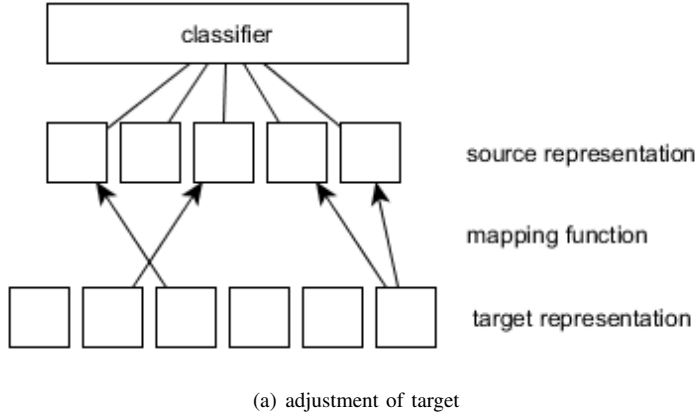 classifier
source representation
mapping function
target representation
(a) adjustment of target